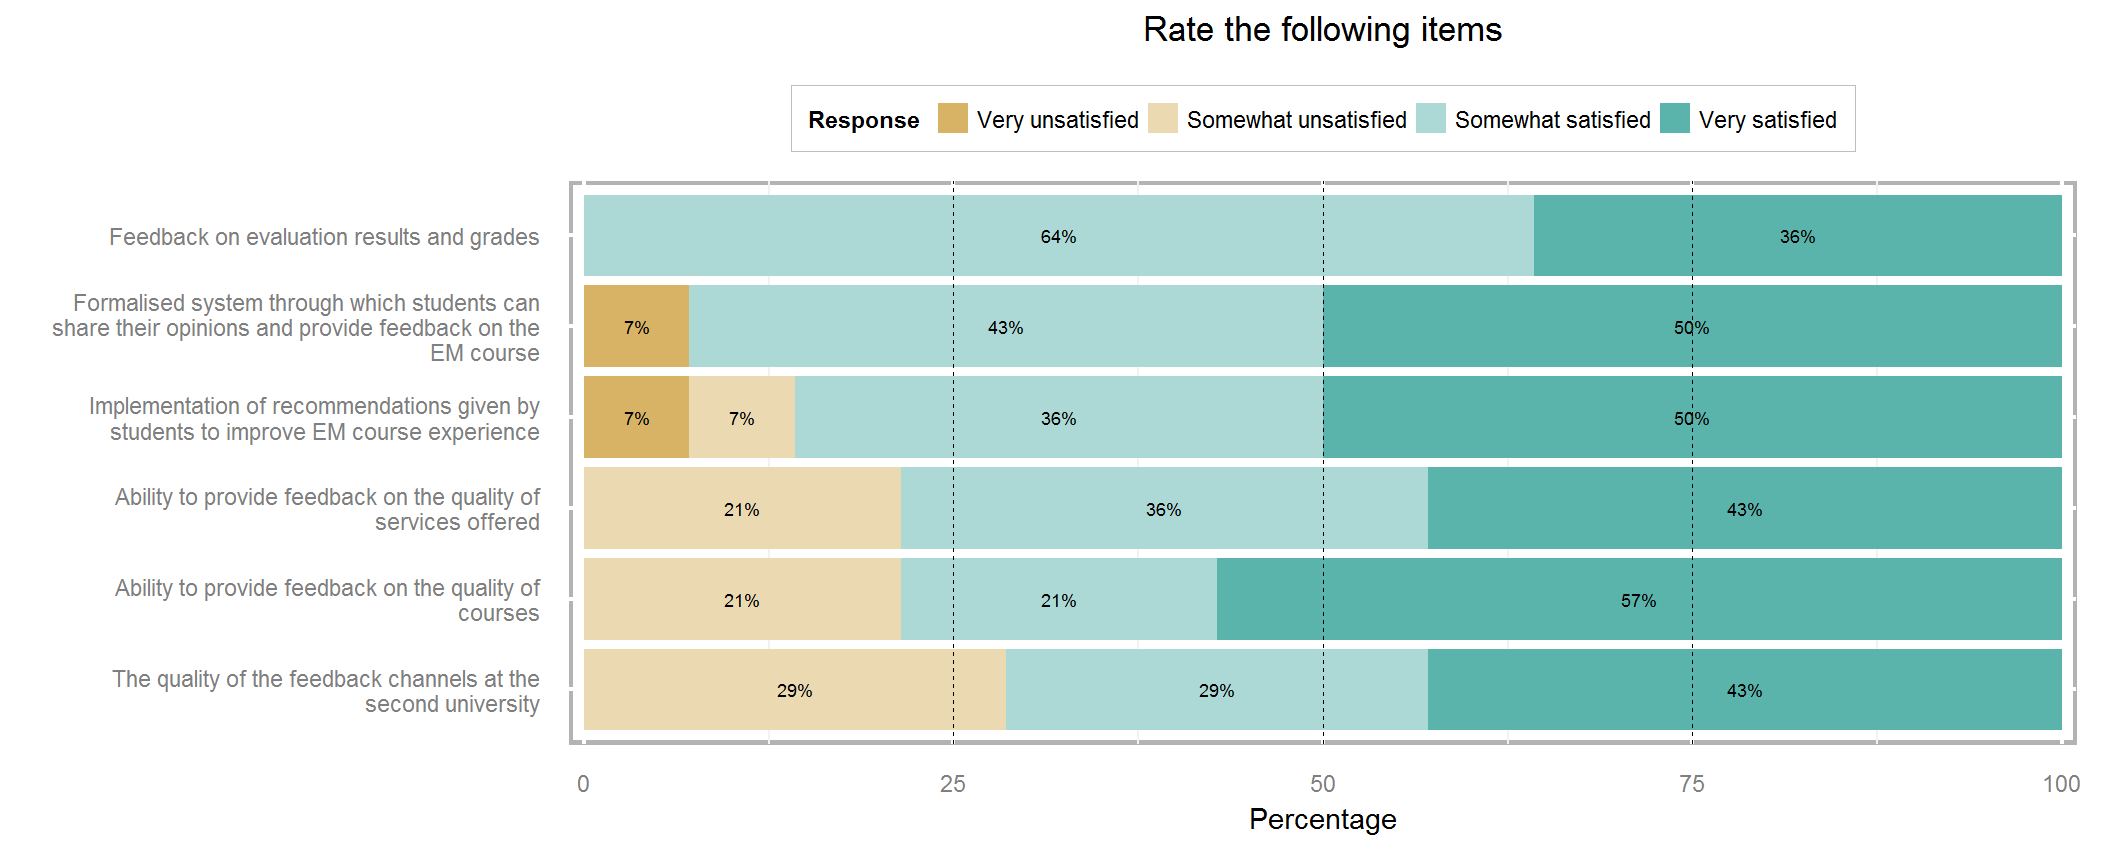 Rate the following items
Response Very unsatisfied Somewhat unsatisfied Somewhat satisfied Very satisfied
Feedback on evaluation results and grades
64% 36%
Formalised system through which students can
share their opinions and provide feedback on the
EM course
7% 43% 50%
Implementation of recommendations given by
students to improve EM course experience
7% 7% 36% 50%
Ability to provide feedback on the quality of
services offered
21% 36% 43%
Ability to provide feedback on the quality of
courses
21% 21% 57%
The quality of the feedback channels at the
second university
29% 29% 43%
0 25 50 75 100
Percentage